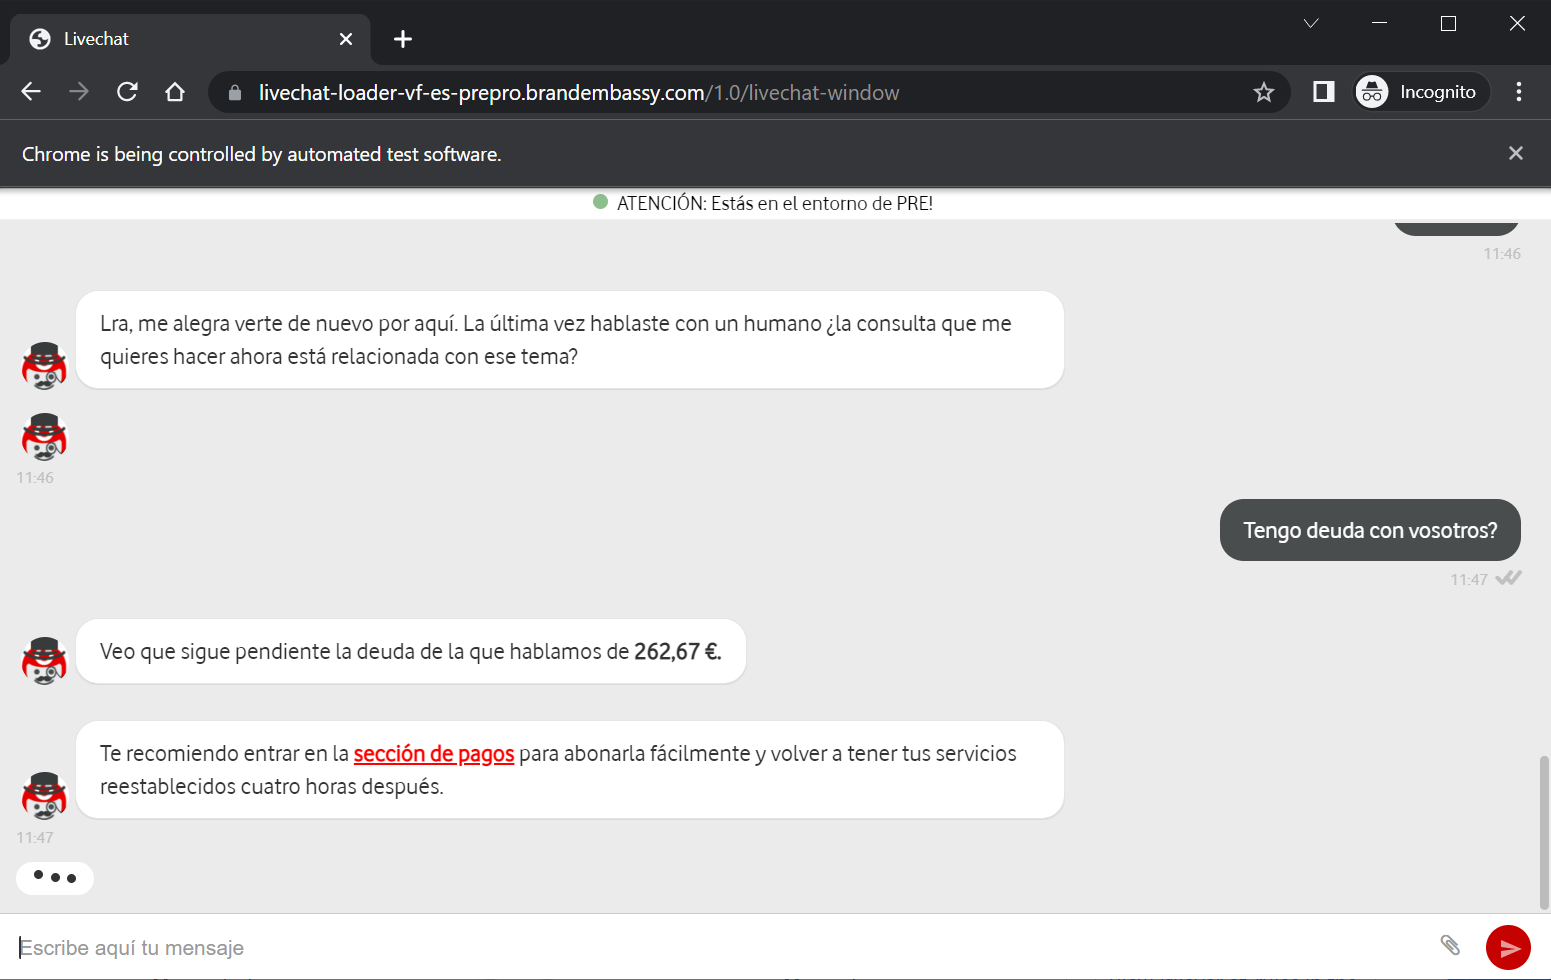 Livechat
livechat-loader-vf-es-prepro.brandembassy.com/1.0/livechat-window
Incognito
Chrome is being controlled by automated test software.
ATENCIÓN: Estás en el entorno de PRE!
11:46
Lra, me alegra verte de nuevo por aquí. La última vez hablaste con un humano ¿la consulta que me
quieres hacer ahora está relacionada con ese tema?
11:46
Tengo deuda con vosotros?
11:47
Veo que sigue pendiente la deuda de la que hablamos de 262,67 €.
Te recomiendo entrar en la sección de pagos para abonarla fácilmente y volver a tener tus servicios
reestablecidos cuatro horas después.
11:47
Escribe aquí tu mensaje